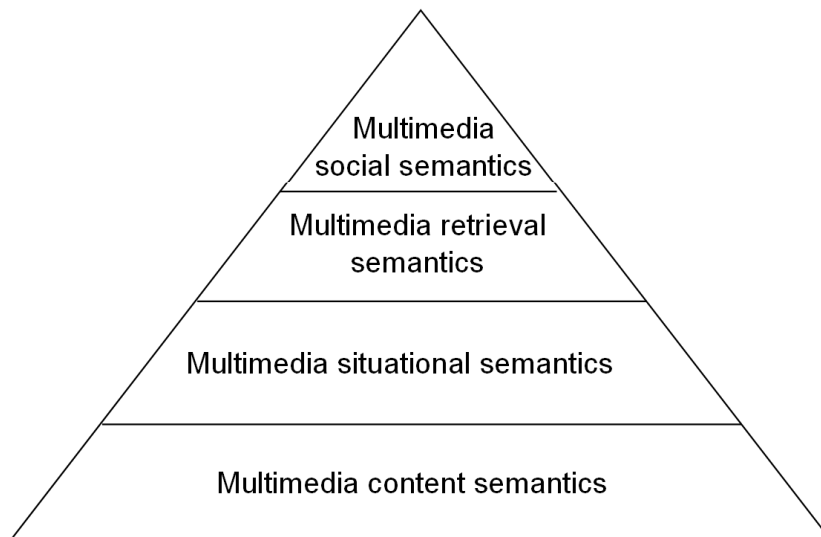 Multimedia
social semantics
Multimedia retrieval
semantics
Multimedia situational semantics
Multimedia content semantics